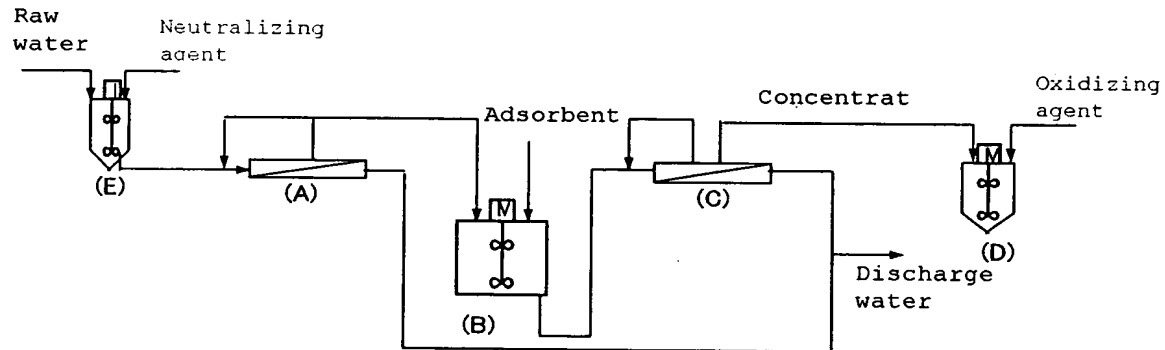 Raw
water
Neutralizing
agent
(E)
(A)
Adsorbent
M
(B)
(C)
Concentrat
Oxidizing
agent
M
(D)
Discharge
water